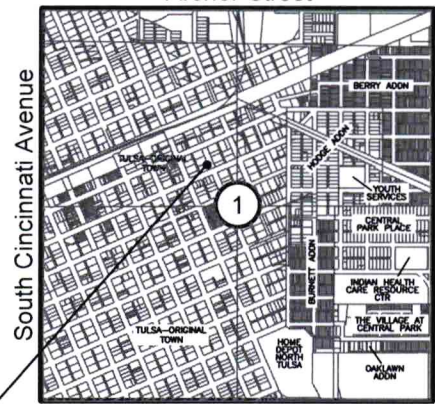 South Cincinnati Avenue
BERRY ADDN
HODGE ADDN
TULSA-ORIGINAL
TOWN
YOUTH
SERVICES
1
CENTRAL
PARK PLACE
BURNETT ADDN
INDIAN HEALTH
CARE RESOURCE
CTR
THE VILLAGE AT
CENTRAL PARK
TULSA-ORIGINAL
TOWN
HOME
DEPOT
NORTH
TULSA
OAKLAWN
ADDN